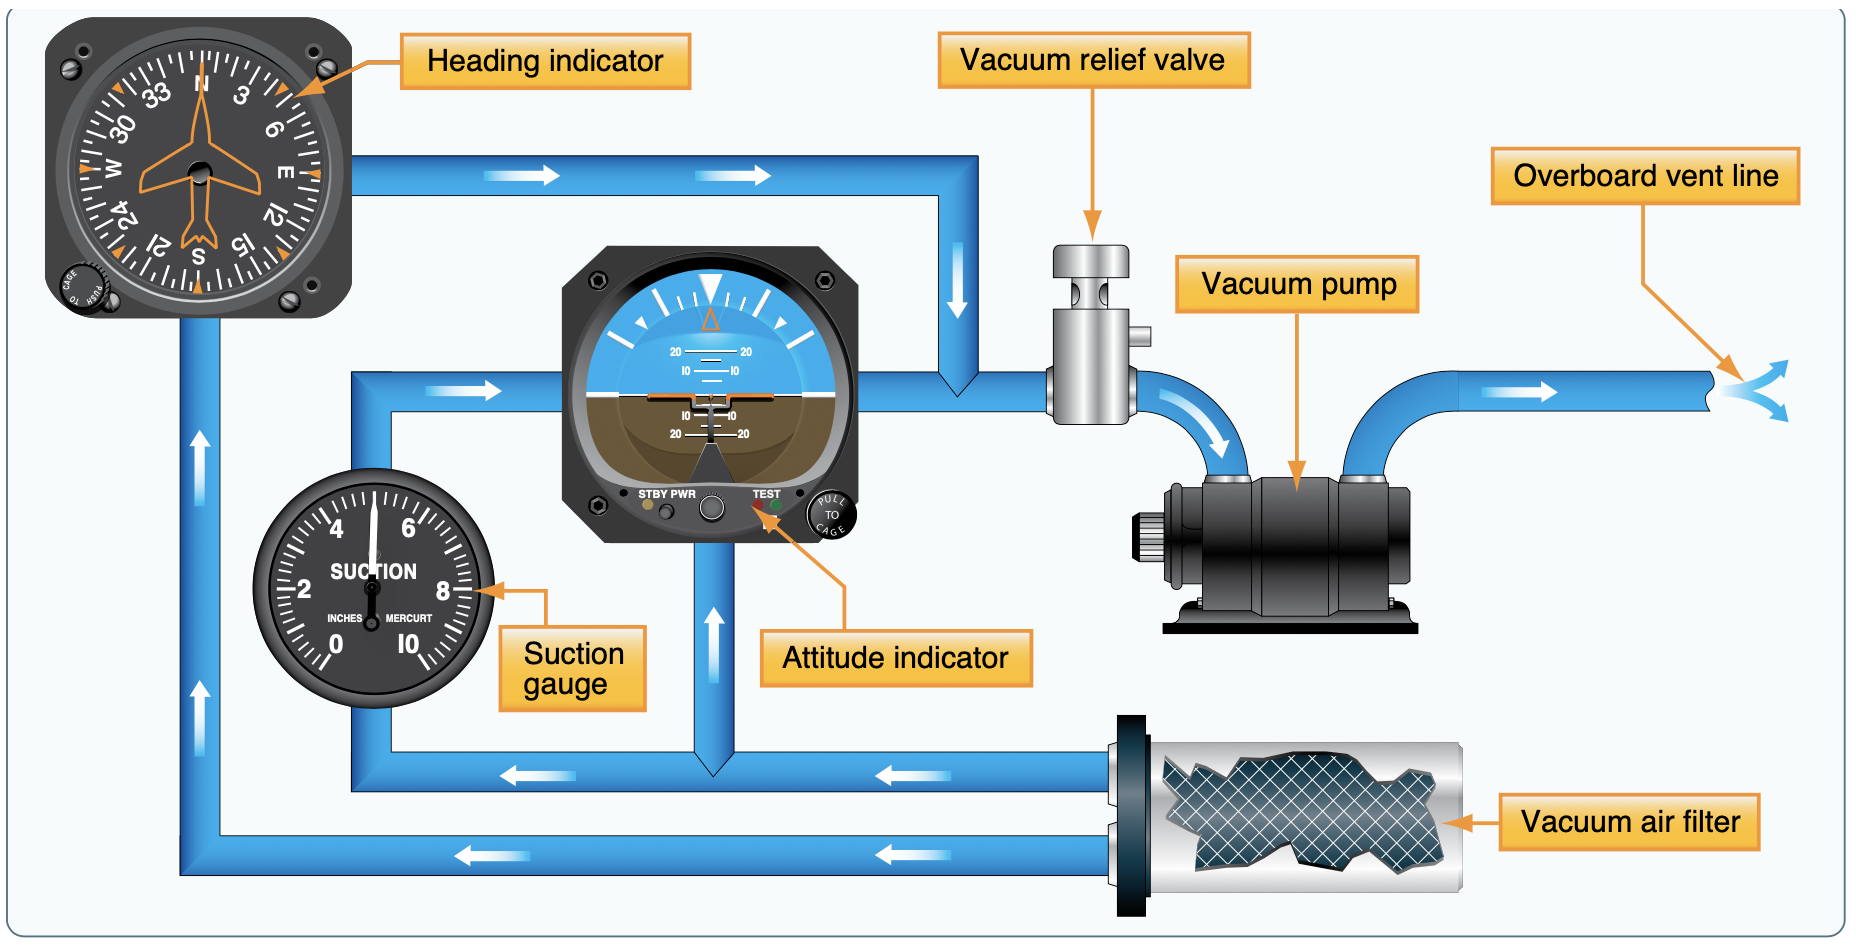 Heading indicator
Vacuum relief valve
Overboard vent line
Vacuum pump
N
3
6
E
12
15
S
21
24
W
30
33
PUSH TO CAGE
20 20
10 10
10 10
20 20
STBY PWR TEST
PULL
TO
CAGE
4 6
SUCTION
2 8
INCHES MERCURT
0 10
Suction
gauge
Attitude indicator
Vacuum air filter